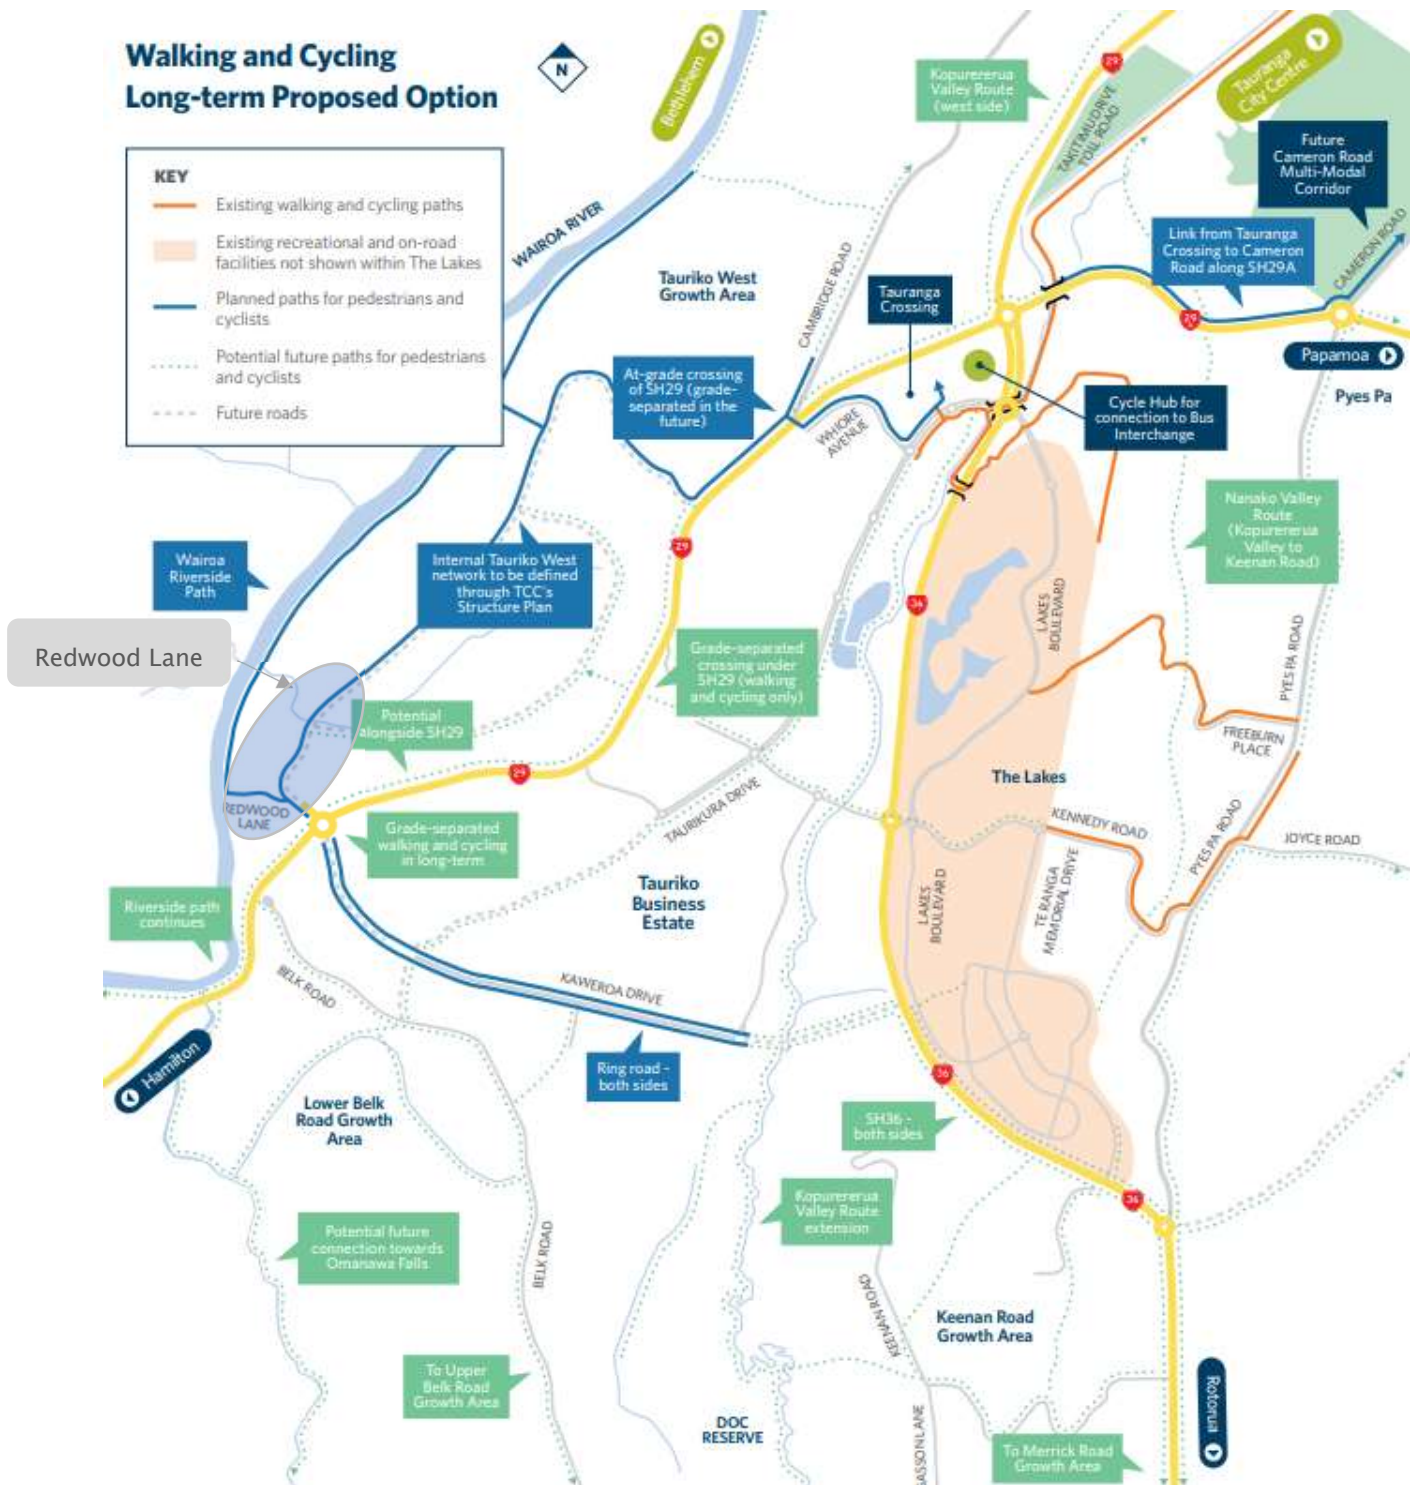 Walking and Cycling
Long-term Proposed Option
N
Bethlehem
KEY
Existing walking and cycling paths
Existing recreational and on-road
facilities not shown within The Lakes
Planned paths for pedestrians and
cyclists
Potential future paths for pedestrians
and cyclists
Future roads
WAIROA RIVER
Kopurererua
Valley Route
(west side)
29
TAKITIMU DRIVE
TOLL ROAD
Tauranga
City Centre
Future
Cameron Road
Multi-Modal
Corridor
Link from Tauranga
Crossing to Cameron
Road along SH29A
CAMERON ROAD
29
Papamoa
Pyes Pa
Tauriko West
Growth Area
CAMBRIDGE ROAD
Tauranga
Crossing
At-grade crossing
of SH29 (grade-
separated in the
future)
WHIORE
AVENUE
Cycle Hub for
connection to Bus
Interchange
Nanako Valley
Route
(Kopurererua
Valley to
Keenan Road)
Wairoa
Riverside
Path
Internal Tauriko West
network to be defined
through TCC's
Structure Plan
29
36
LAKES
BOULEVARD
Redwood Lane
Grade-separated
crossing under
SH29 (walking
and cycling only)
PYES PA ROAD
Potential
alongside SH29
FREEBURN
PLACE
29
The Lakes
TAURIKURA DRIVE
REDWOOD
LANE
KENNEDY ROAD
PYES PA ROAD
JOYCE ROAD
Grade-separated
walking and cycling
in long-term
Tauriko
Business
Estate
LAKES
BOULEVARD
TE RANGA
MEMORIAL DRIVE
Riverside path
continues
BELK ROAD
KAWEROA DRIVE
Hamilton
Ring road -
both sides
36
Lower Belk
Road Growth
Area
SH36 -
both sides
36
Kopurererua
Valley Route
extension
Potential future
connection towards
Omanawa Falls
BELK ROAD
KEENAN ROAD
Keenan Road
Growth Area
To Upper
Belk Road
Growth Area
Rotorua
DOC
RESERVE
GASSON LANE
To Merrick Road
Growth Area